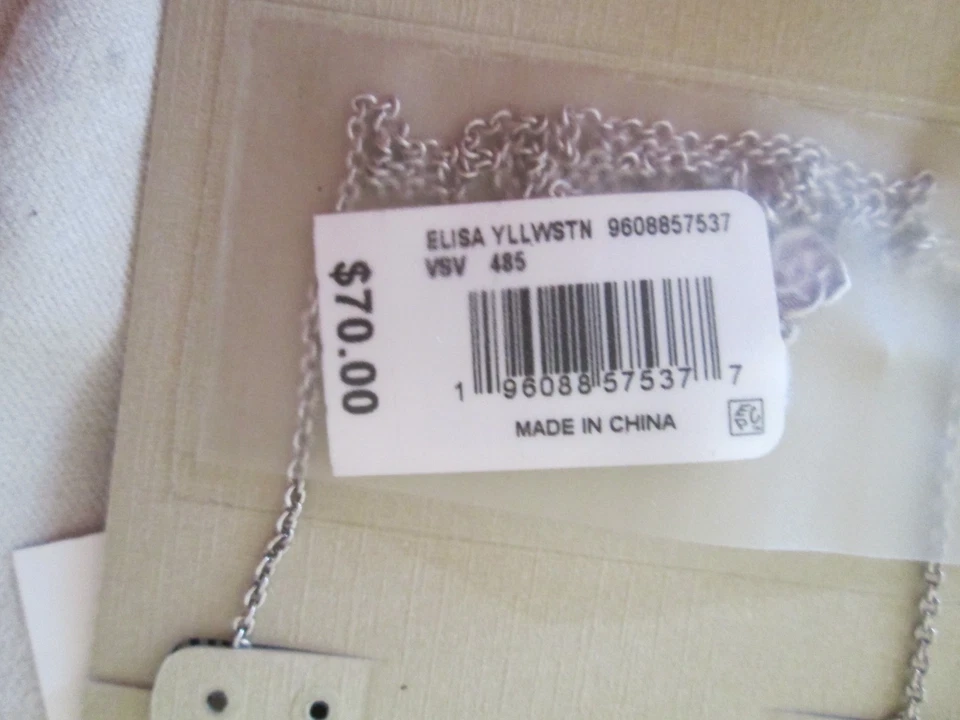 ELISA YLLWSTN 9608857537
VSV 485
$70.00
1 96088 57537 7
MADE IN CHINA